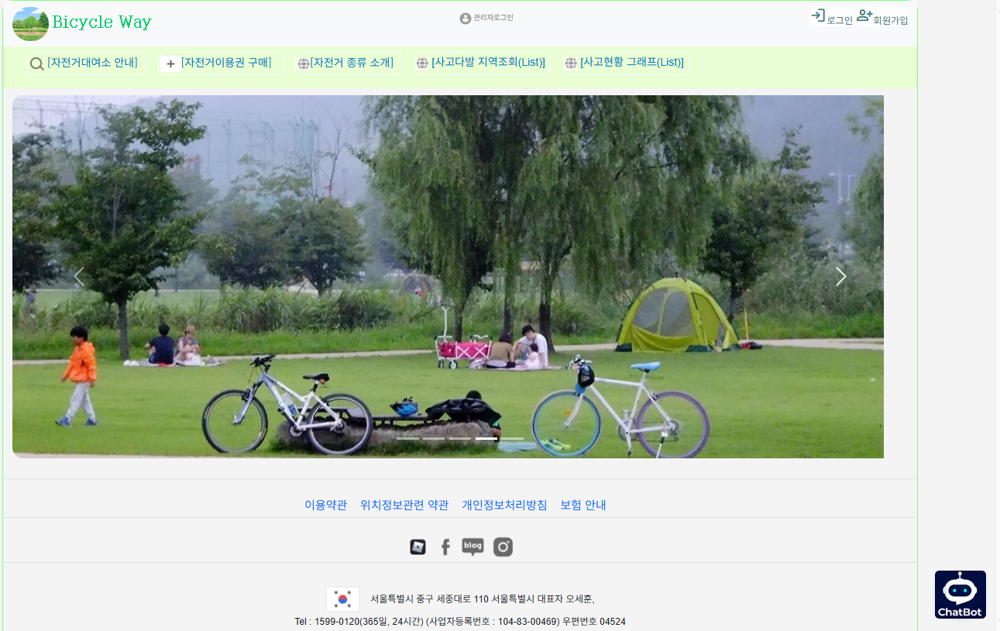 Bicycle Way
관리자로그인
로그인 회원가입
[자전거대여소 안내] [자전거이용권 구매] [자전거 종류 소개] [사고다발 지역조회(List)] [사고현황 그래프(List)]
이용약관 위치정보관련 약관 개인정보처리방침 보험 안내
blog
서울특별시 중구 세종대로 110 서울특별시 대표자 오세훈,
Tel : 1599-0120(365일, 24시간) (사업자등록번호 : 104-83-00469) 우편번호 04524
ChatBot